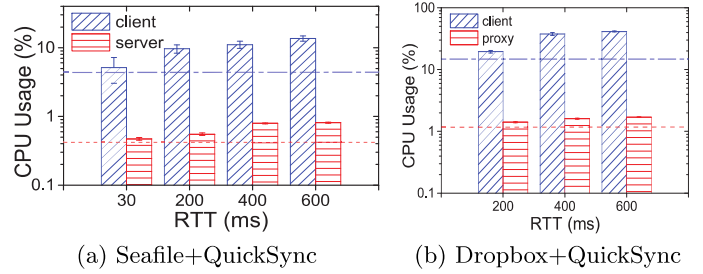 client
server
CPU Usage (%)
10
1
0.1
30
200
400
600
RTT (ms)
(a) Seafile+QuickSync
client
proxy
CPU Usage (%)
100
10
1
0.1
200
400
600
RTT (ms)
(b) Dropbox+QuickSync